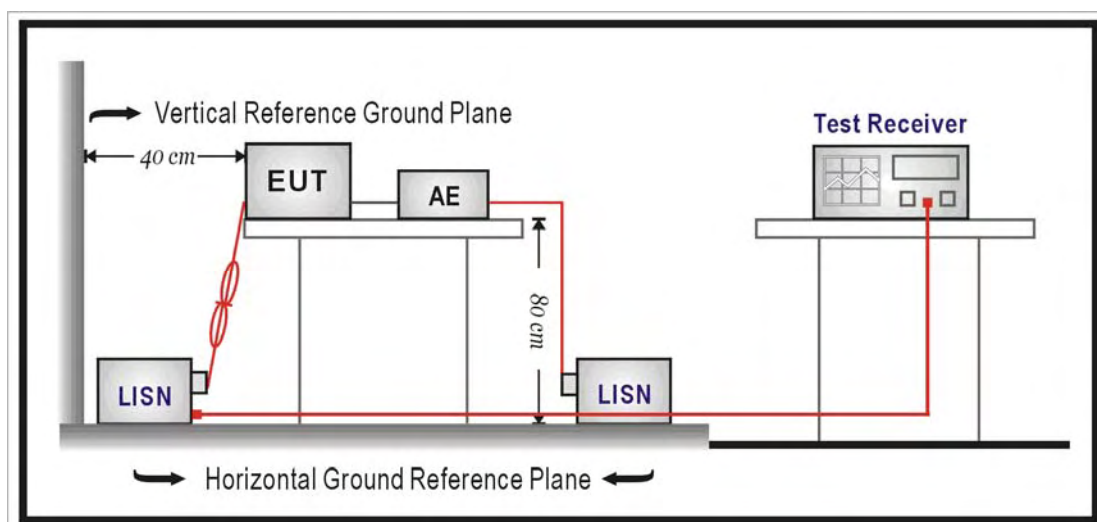 Vertical Reference Ground Plane
Test Receiver
40 cm
EUT
AE
80 cm
LISN
LISN
Horizontal Ground Reference Plane